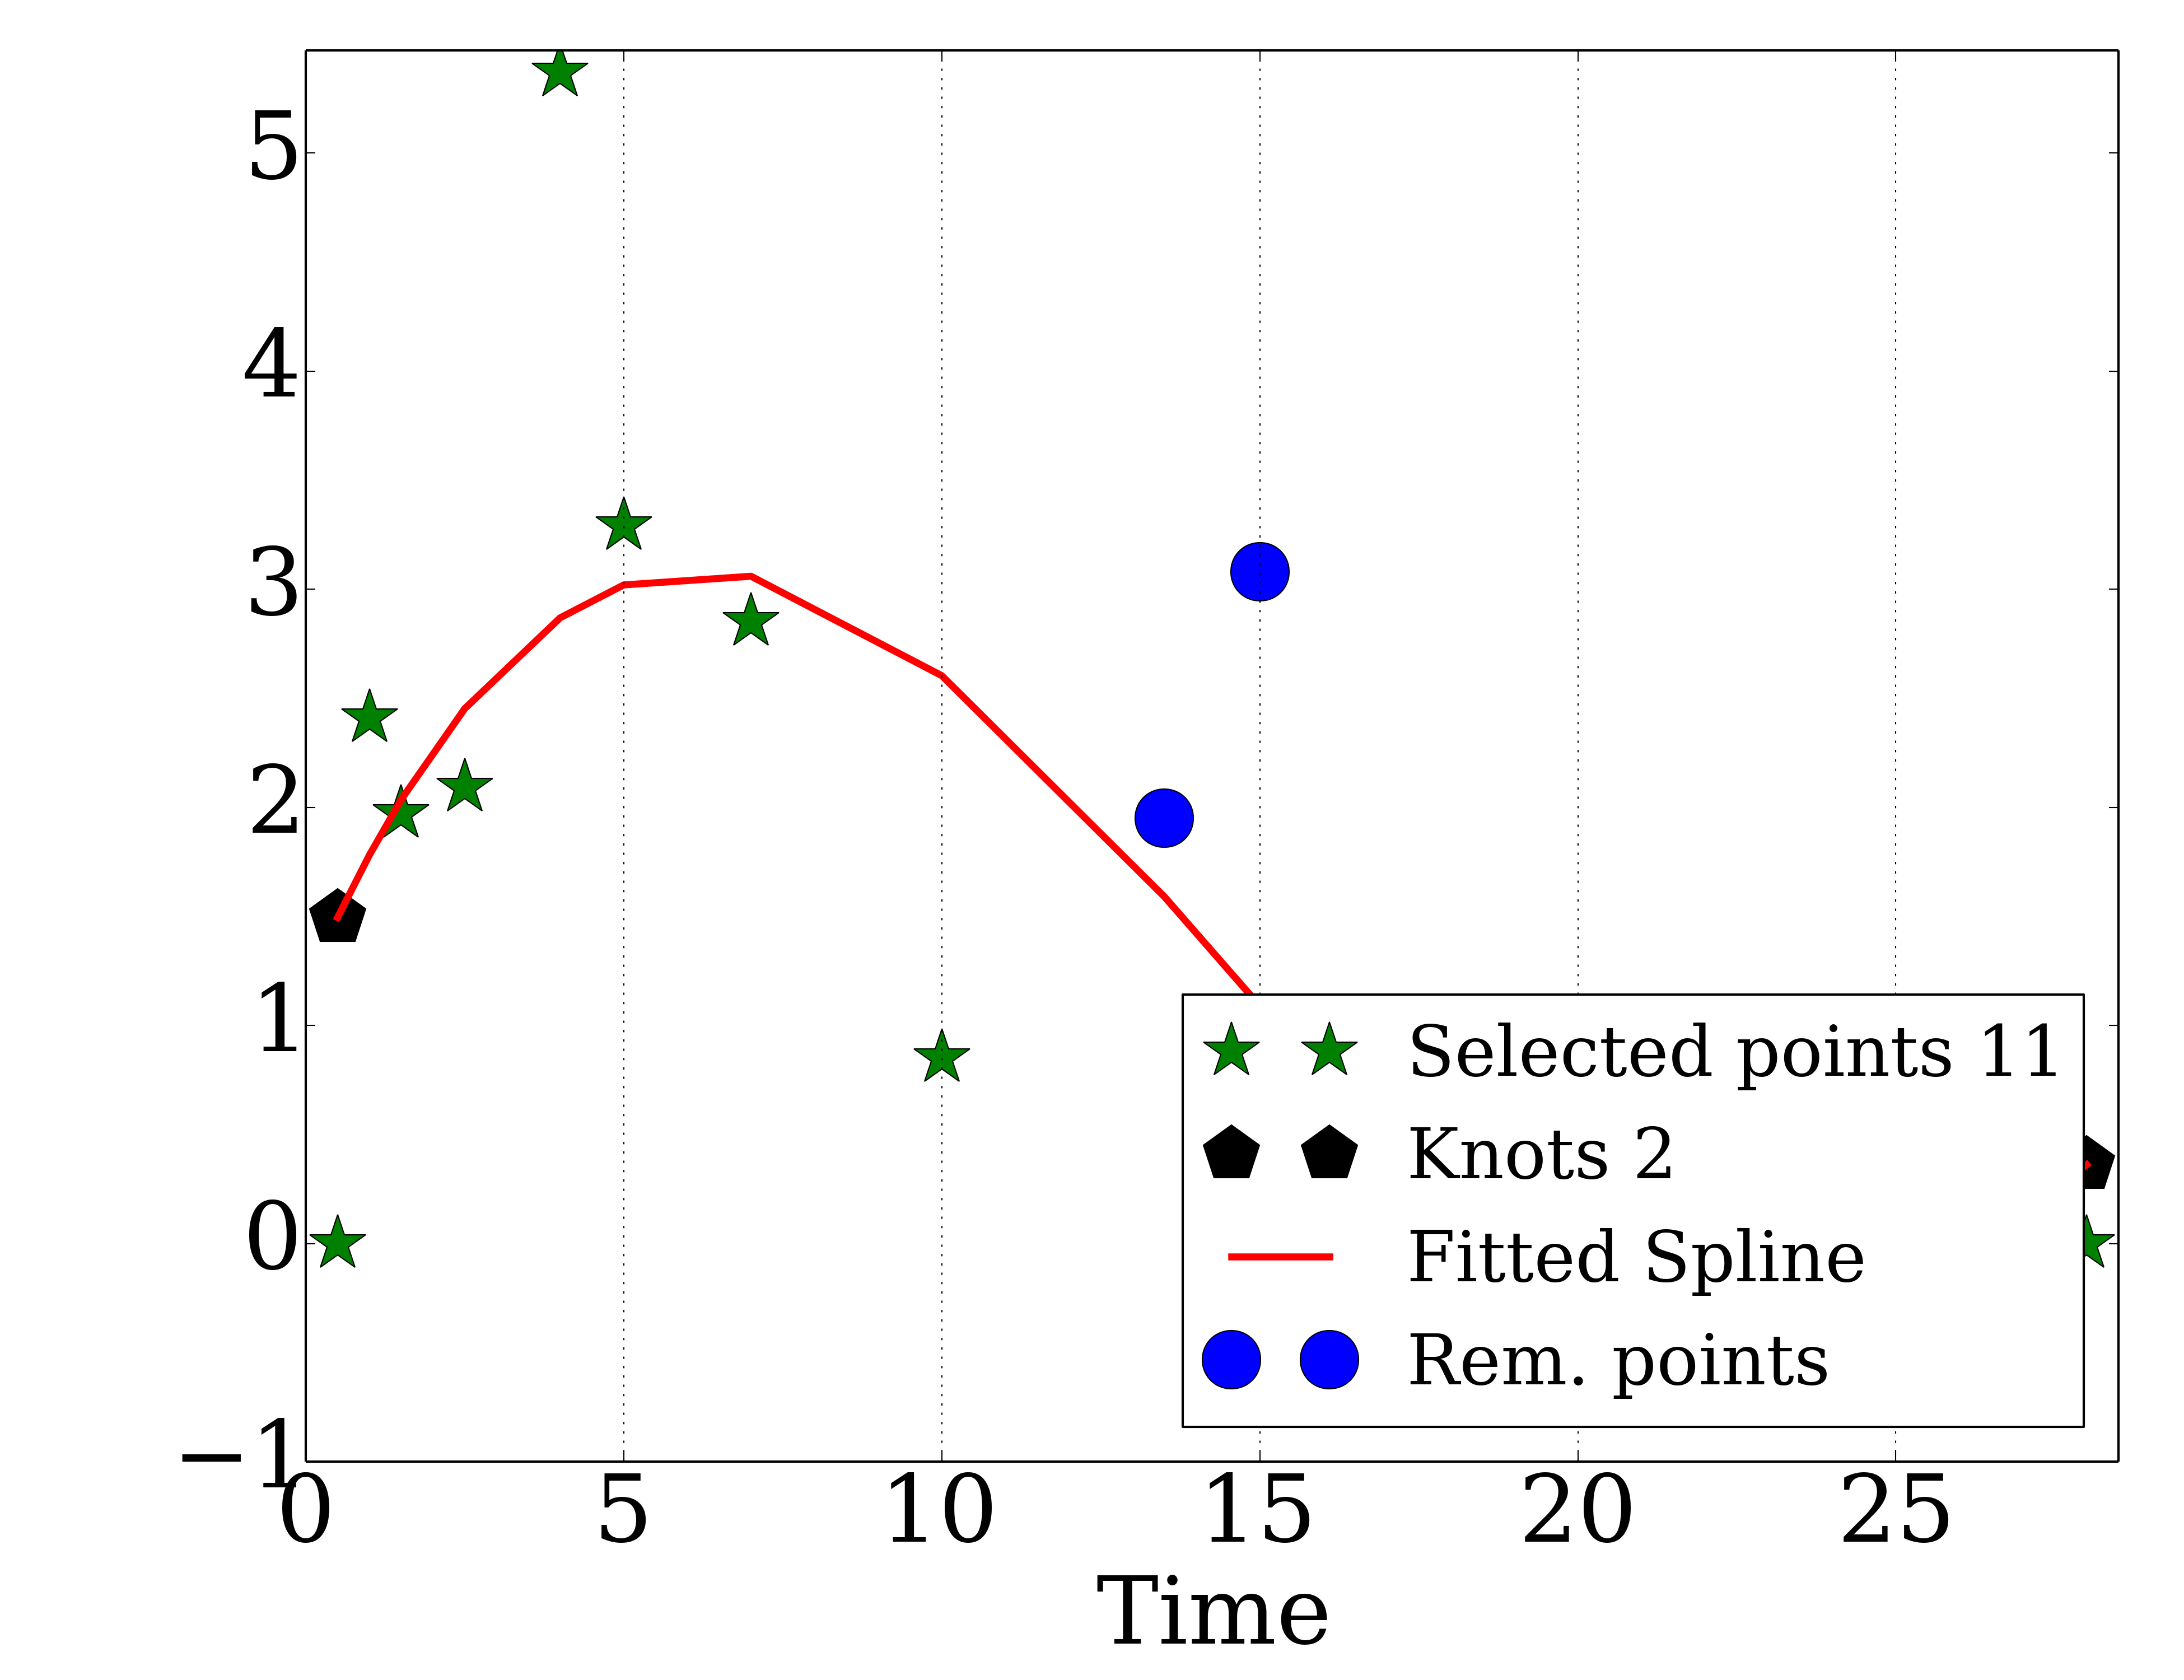 5
4
3
2
1
0
−1
0 5 10 15 20 25
Time
Selected points 11
Knots 2
Fitted Spline
Rem. points